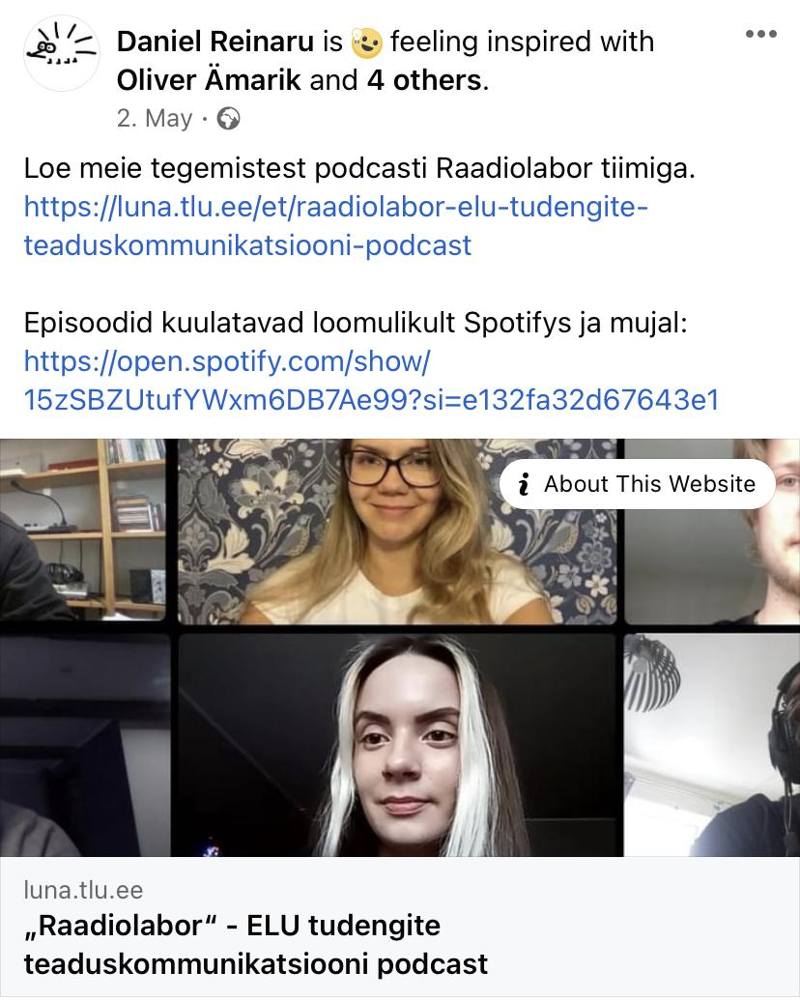 Daniel Reinaru is 😅 feeling inspired with
Oliver Ämarik and 4 others.
2. May ·
Loe meie tegemistest podcasti Raadiolabor tiimiga.
https://luna.tlu.ee/et/raadiolabor-elu-tudengite-
teaduskommunikatsiooni-podcast
Episoodid kuulatavad loomulikult Spotifys ja mujal:
https://open.spotify.com/show/
15zSBZUtufYWxm6DB7Ae99?si=e132fa32d67643e1
About This Website
luna.tlu.ee
„Raadiolabor“ - ELU tudengite
teaduskommunikatsiooni podcast